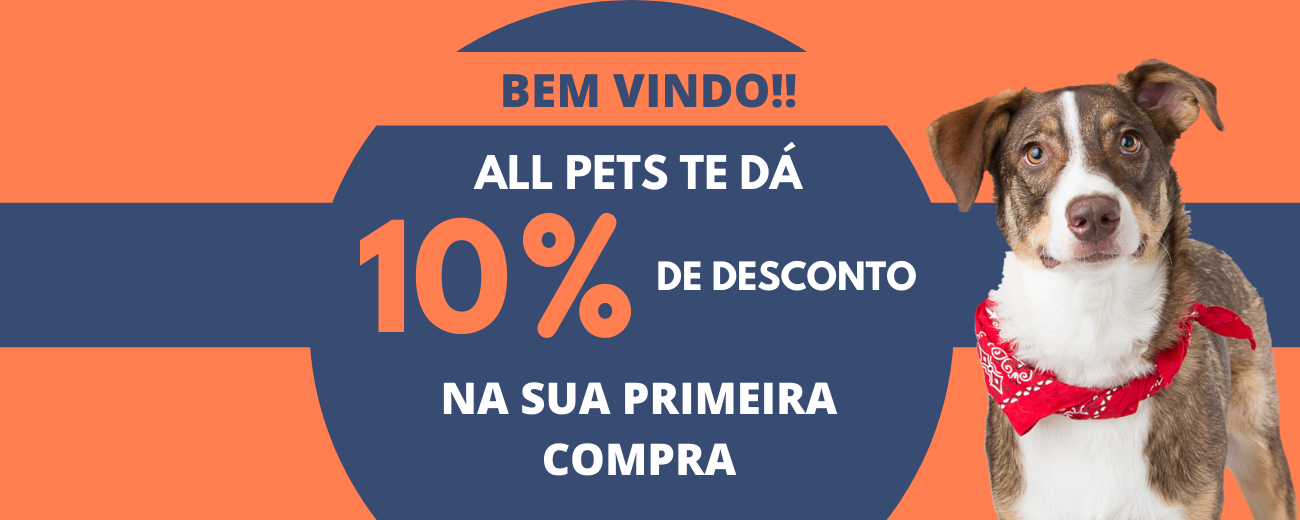 BEM VINDO!!
ALL PETS TE DÁ
10% DE DESCONTO
NA SUA PRIMEIRA
COMPRA